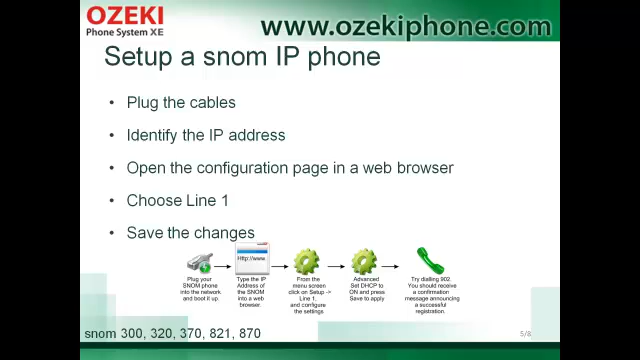 OZEKI
Phone System XE
www.ozekiphone.com
Setup a snom IP phone
• Plug the cables
• Identify the IP address
• Open the configuration page in a web browser
• Choose Line 1
• Save the changes
Http://www.
Plug your
SNOM phone
into the network
and boot it up.
Type the IP
Address of
the SNOM
into a web
browser.
From the
menu screen
click on Setup ->
Line 1,
and configure
the settings
Advanced
Set DHCP to
ON and press
Save to apply
Try dialling 902.
You should receive
a confirmation
message announcing
a successful
registration.
snom 300, 320, 370, 821, 870
5/8